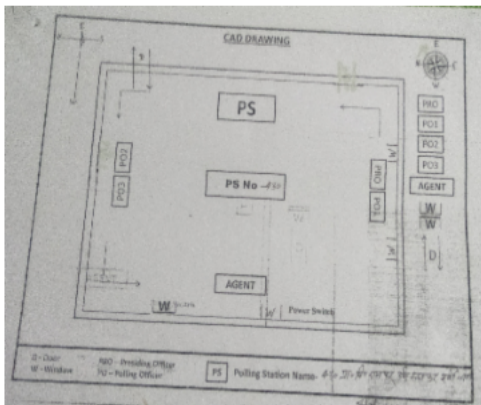 CAD DRAWING
PS
PRO
PO1
PO2
PO3
AGENT
W
W
D
PO2
PO3
PS No
PRO
PO1
AGENT
W
W
Power Switch
D - Door
W - Window
PRO - Presiding Officer
PO - Polling Officer
PS
Polling Station Name-